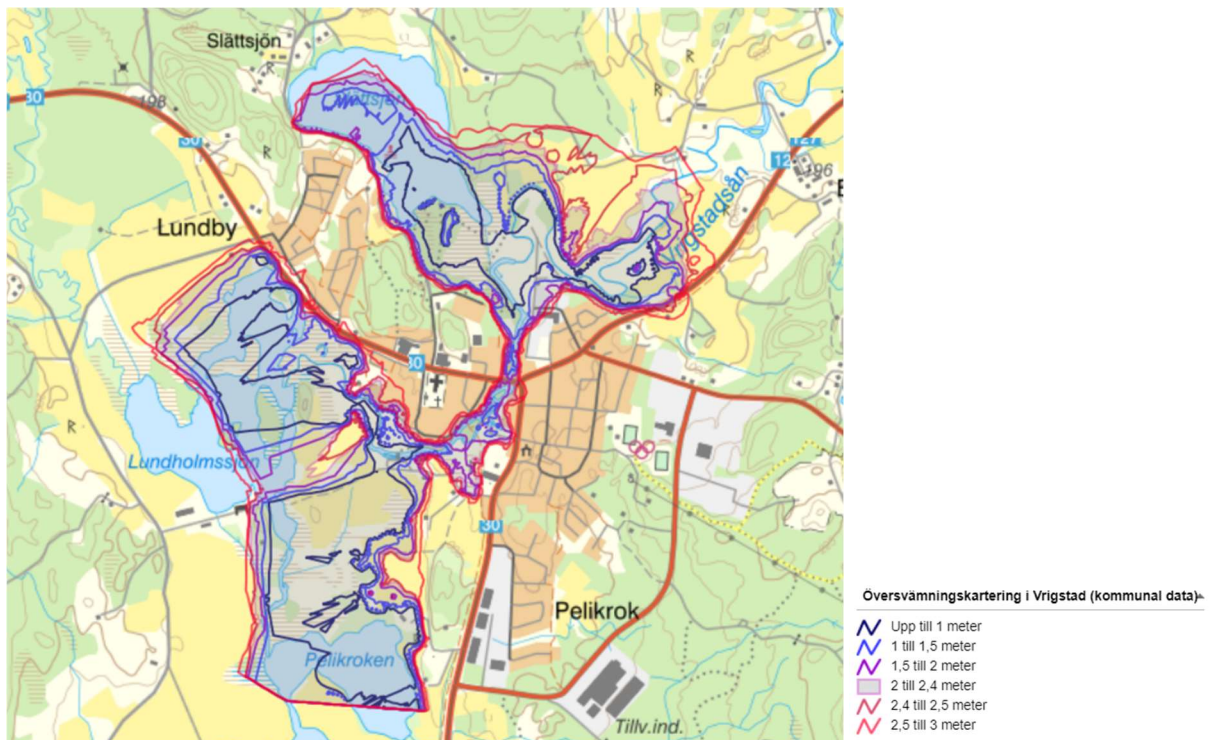 Slättsjön
30
198
30
127
196
Lundby
Vrigstadsån
30
Lundholmssjön
30
Pelikrok
Pelikroken
Tillv.ind.
Översvämningskartering i Vrigstad (kommunal data)
Upp till 1 meter
1 till 1,5 meter
1,5 till 2 meter
2 till 2,4 meter
2,4 till 2,5 meter
2,5 till 3 meter
R
R
R
R
R